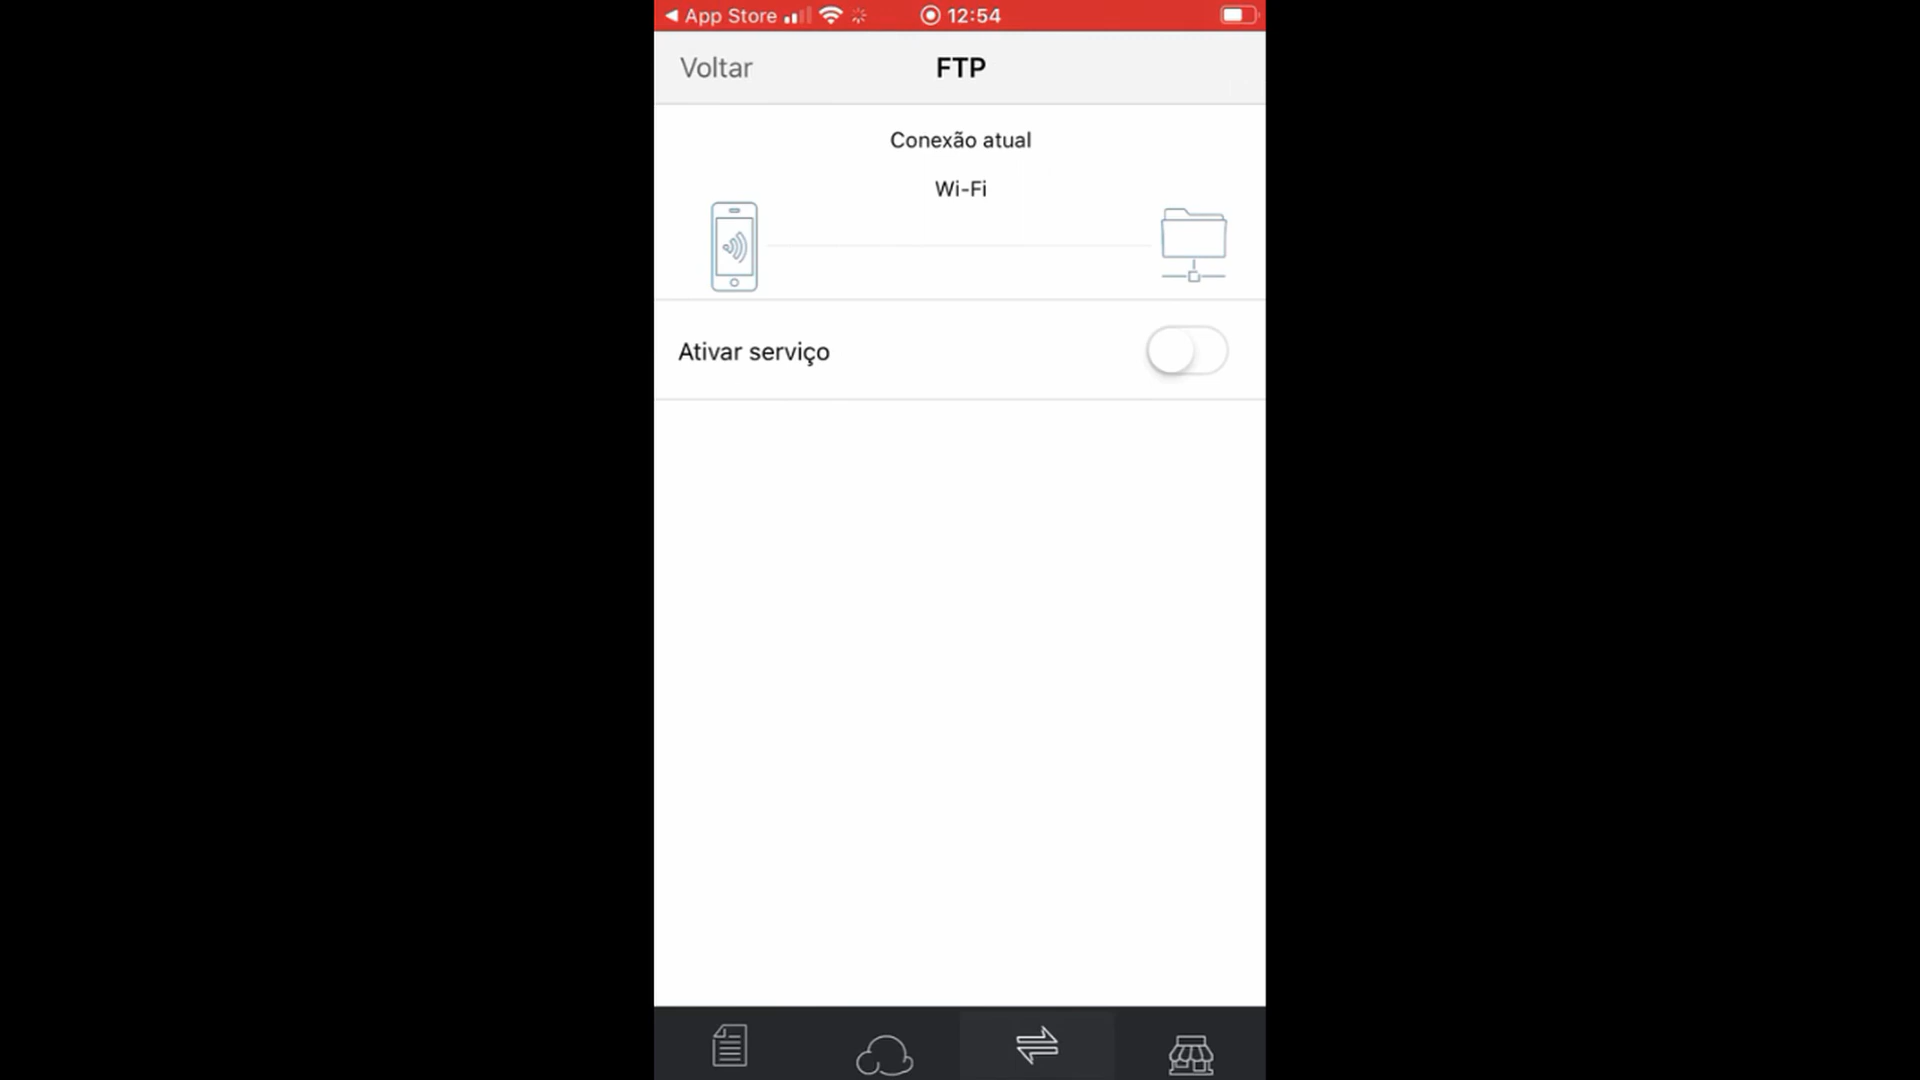 App Store 12:54
Voltar FTP
Conexão atual
Wi-Fi
Ativar serviço